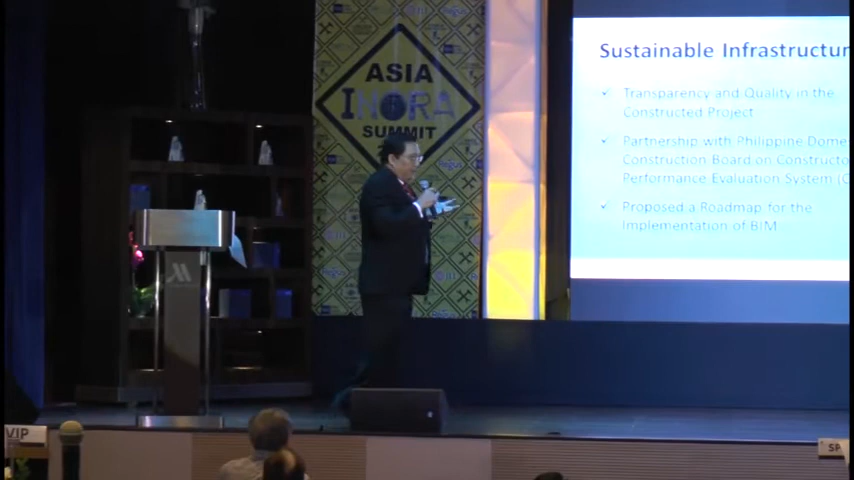 ASIA
INFRA
SUMMIT
Sustainable Infrastructur
✓ Transparency and Quality in the
Constructed Project
✓ Partnership with Philippine Dome
Construction Board on Constructo
Performance Evaluation System (C
✓ Proposed a Roadmap for the
Implementation of BIM
VIP
SP